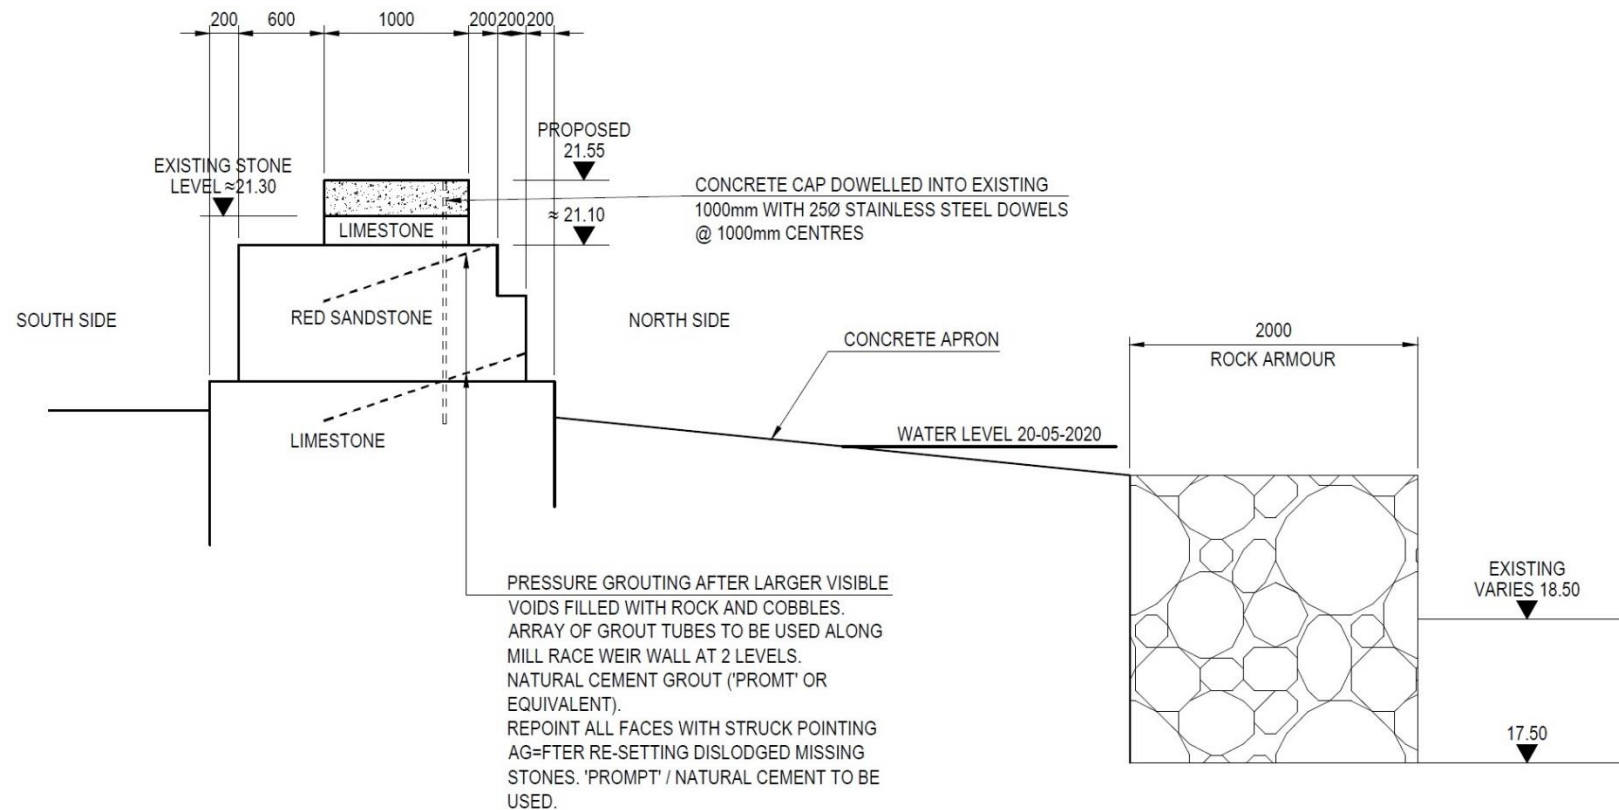 200 600 1000 200 200 200
PROPOSED
21.55
EXISTING STONE
LEVEL ≈21.30
CONCRETE CAP DOWELLED INTO EXISTING
1000mm WITH 25Ø STAINLESS STEEL DOWELS
@ 1000mm CENTRES
≈ 21.10
LIMESTONE
RED SANDSTONE
SOUTH SIDE
NORTH SIDE
CONCRETE APRON
2000
ROCK ARMOUR
LIMESTONE
WATER LEVEL 20-05-2020
PRESSURE GROUTING AFTER LARGER VISIBLE
VOIDS FILLED WITH ROCK AND COBBLES.
ARRAY OF GROUT TUBES TO BE USED ALONG
MILL RACE WEIR WALL AT 2 LEVELS.
NATURAL CEMENT GROUT ('PROMT' OR
EQUIVALENT).
REPOINT ALL FACES WITH STRUCK POINTING
AG=FTER RE-SETTING DISLODGED MISSING
STONES. 'PROMPT' / NATURAL CEMENT TO BE
USED.
EXISTING
VARIES 18.50
17.50